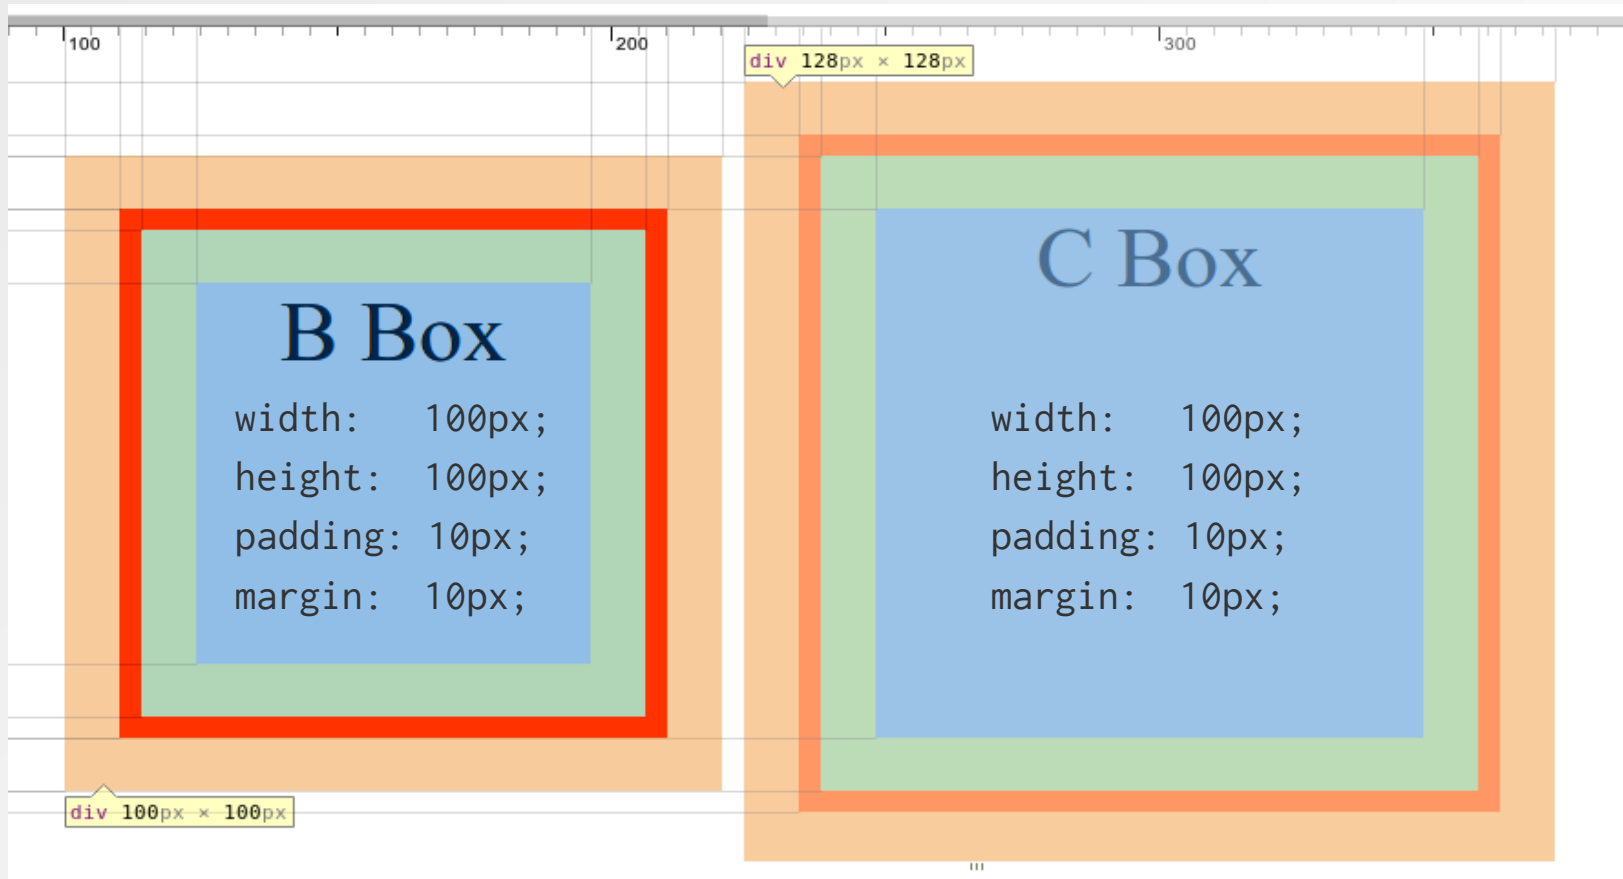 100
200
300
div 128px × 128px
B Box
width: 100px;
height: 100px;
padding: 10px;
margin: 10px;
div 100px × 100px
C Box
width: 100px;
height: 100px;
padding: 10px;
margin: 10px;